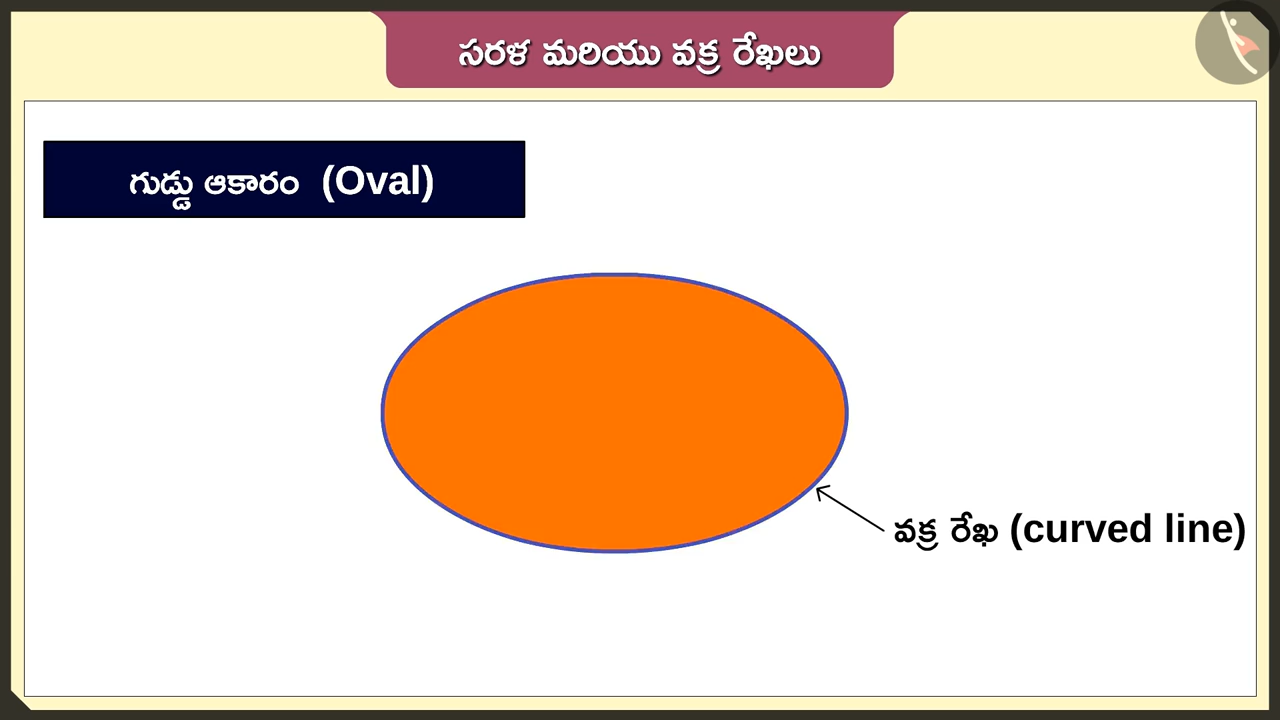 సరళ మరియు వక్ర రేఖలు
గుడ్డు ఆకారం (Oval)
వక్ర రేఖ (curved line)